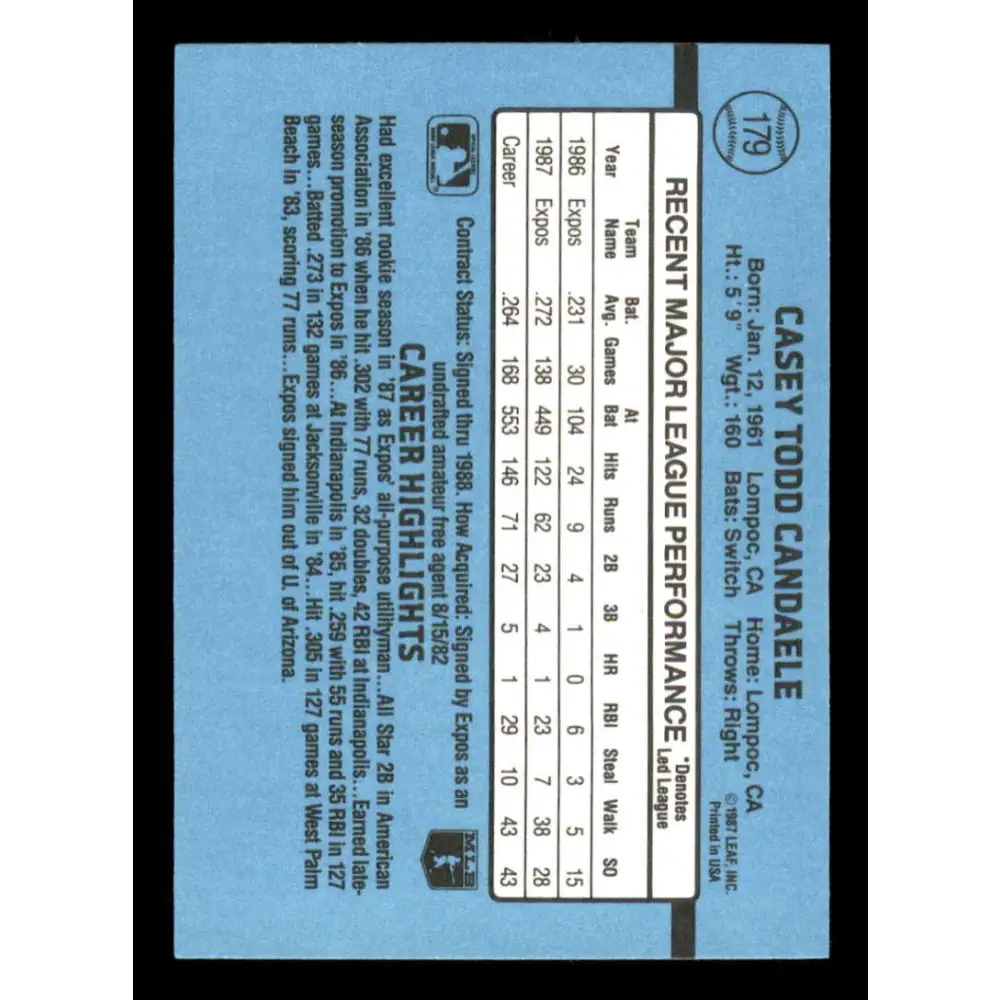 179
CASEY TODD CANDAELE
Born: Jan. 12, 1961 Lompoc, CA Home: Lompoc, CA
Ht.: 5'9" Wgt.: 160 Bats: Switch Throws: Right
©1987 LEAF, INC.
Printed in USA
RECENT MAJOR LEAGUE PERFORMANCE
*Denotes
Led League
Team Bat. At
Year Name Avg. Games Bat Hits Runs 2B 3B HR RBI Steal Walk SO
1986 Expos .231 30 104 24 9 4 1 0 6 3 5 15
1987 Expos .272 138 449 122 62 23 4 1 23 7 38 28
Career .264 168 553 146 71 27 5 1 29 10 43 43
Contract Status: Signed thru 1988. How Acquired: Signed by Expos as an
undrafted amateur free agent 8/15/82
MLB
CAREER HIGHLIGHTS
Had excellent rookie season in '87 as Expos' all-purpose utilityman...All Star 2B in American
Association in '86 when he hit .302 with 77 runs, 32 doubles, 42 RBI at Indianapolis...Earned late-
season promotion to Expos in '86...At Indianapolis in '85, hit .259 with 55 runs and 35 RBI in 127
games...Batted .273 in 132 games at Jacksonville in '84...Hit .305 in 127 games at West Palm
Beach in '83, scoring 77 runs...Expos signed him out of U. of Arizona.